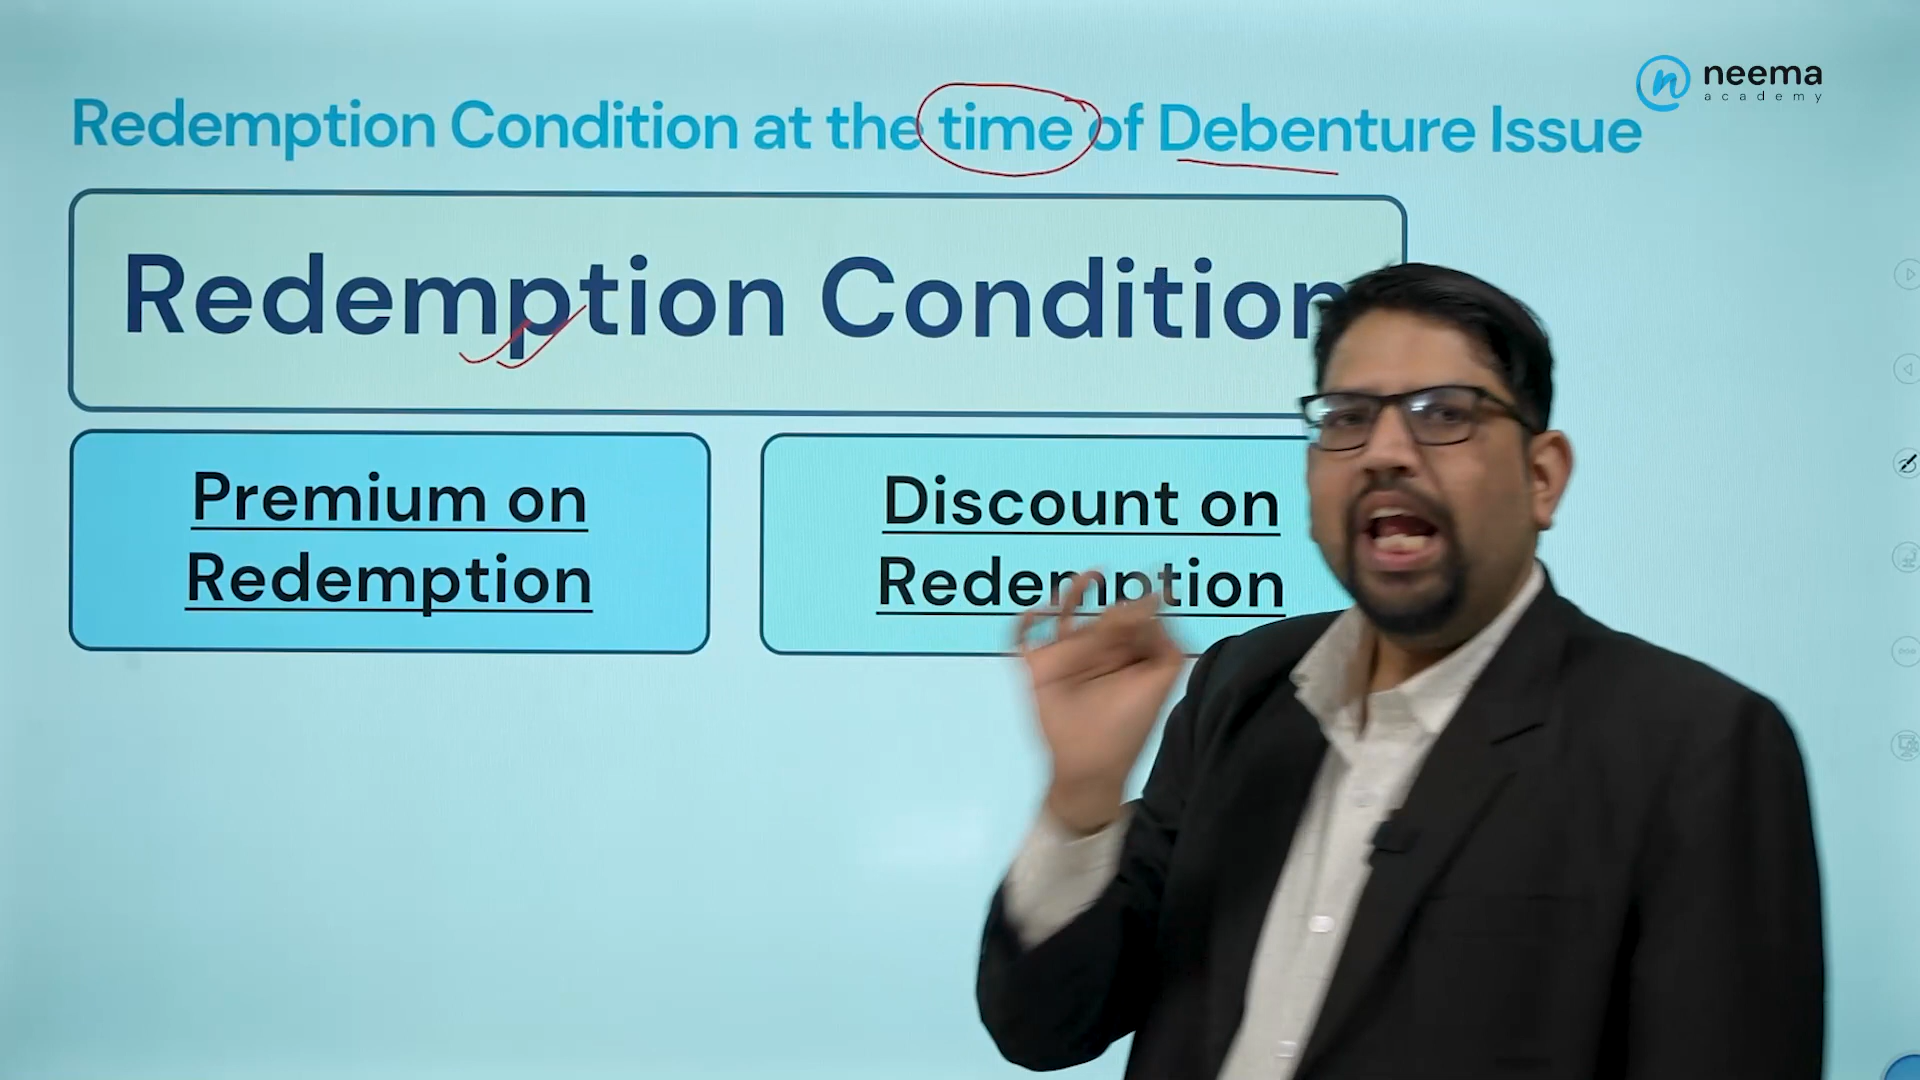 neema
academy
Redemption Condition at the time of Debenture Issue
Redemption Condition
Premium on
Redemption
Discount on
Redemption